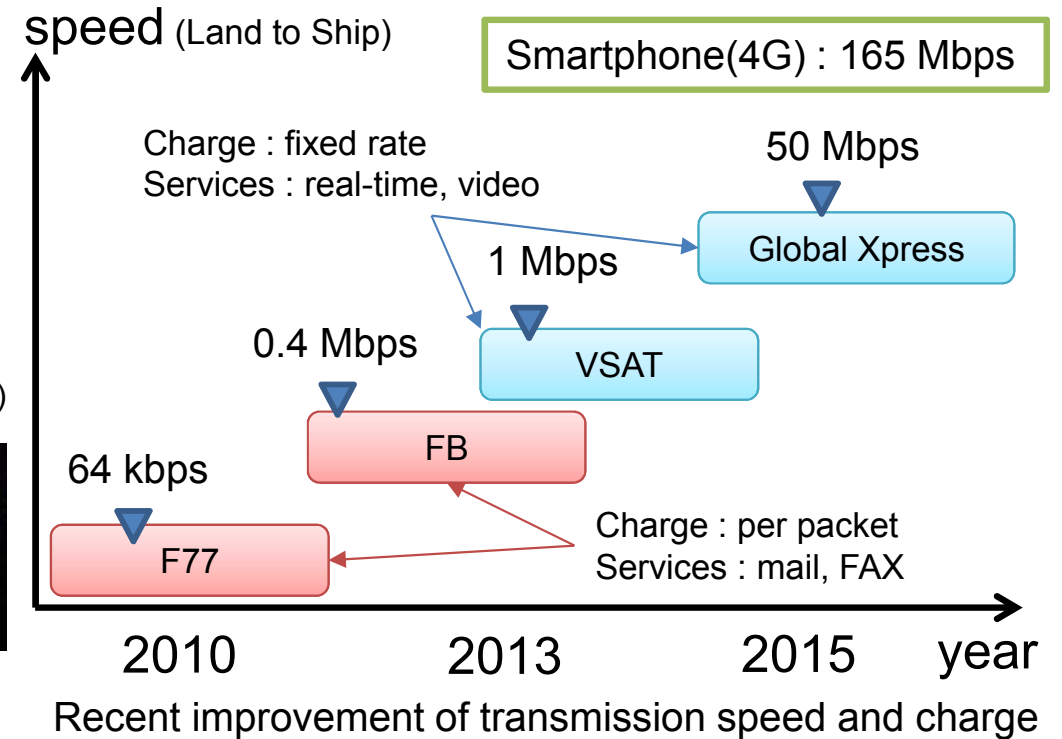 speed (Land to Ship)
Smartphone(4G) : 165 Mbps
Charge : fixed rate
Services : real-time, video
50 Mbps
Global Xpress
1 Mbps
VSAT
0.4 Mbps
)
FB
64 kbps
F77
Charge : per packet
Services : mail, FAX
2010
2013
2015
year
Recent improvement of transmission speed and charge